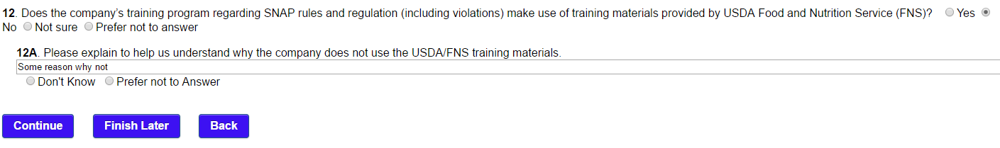 12. Does the company's training program regarding SNAP rules and regulation (including violations) make use of training materials provided by USDA Food and Nutrition Service (FNS)? Yes
No Not sure Prefer not to answer
12A. Please explain to help us understand why the company does not use the USDA/FNS training materials.
Some reason why not
Don't Know Prefer not to Answer
Continue Finish Later Back